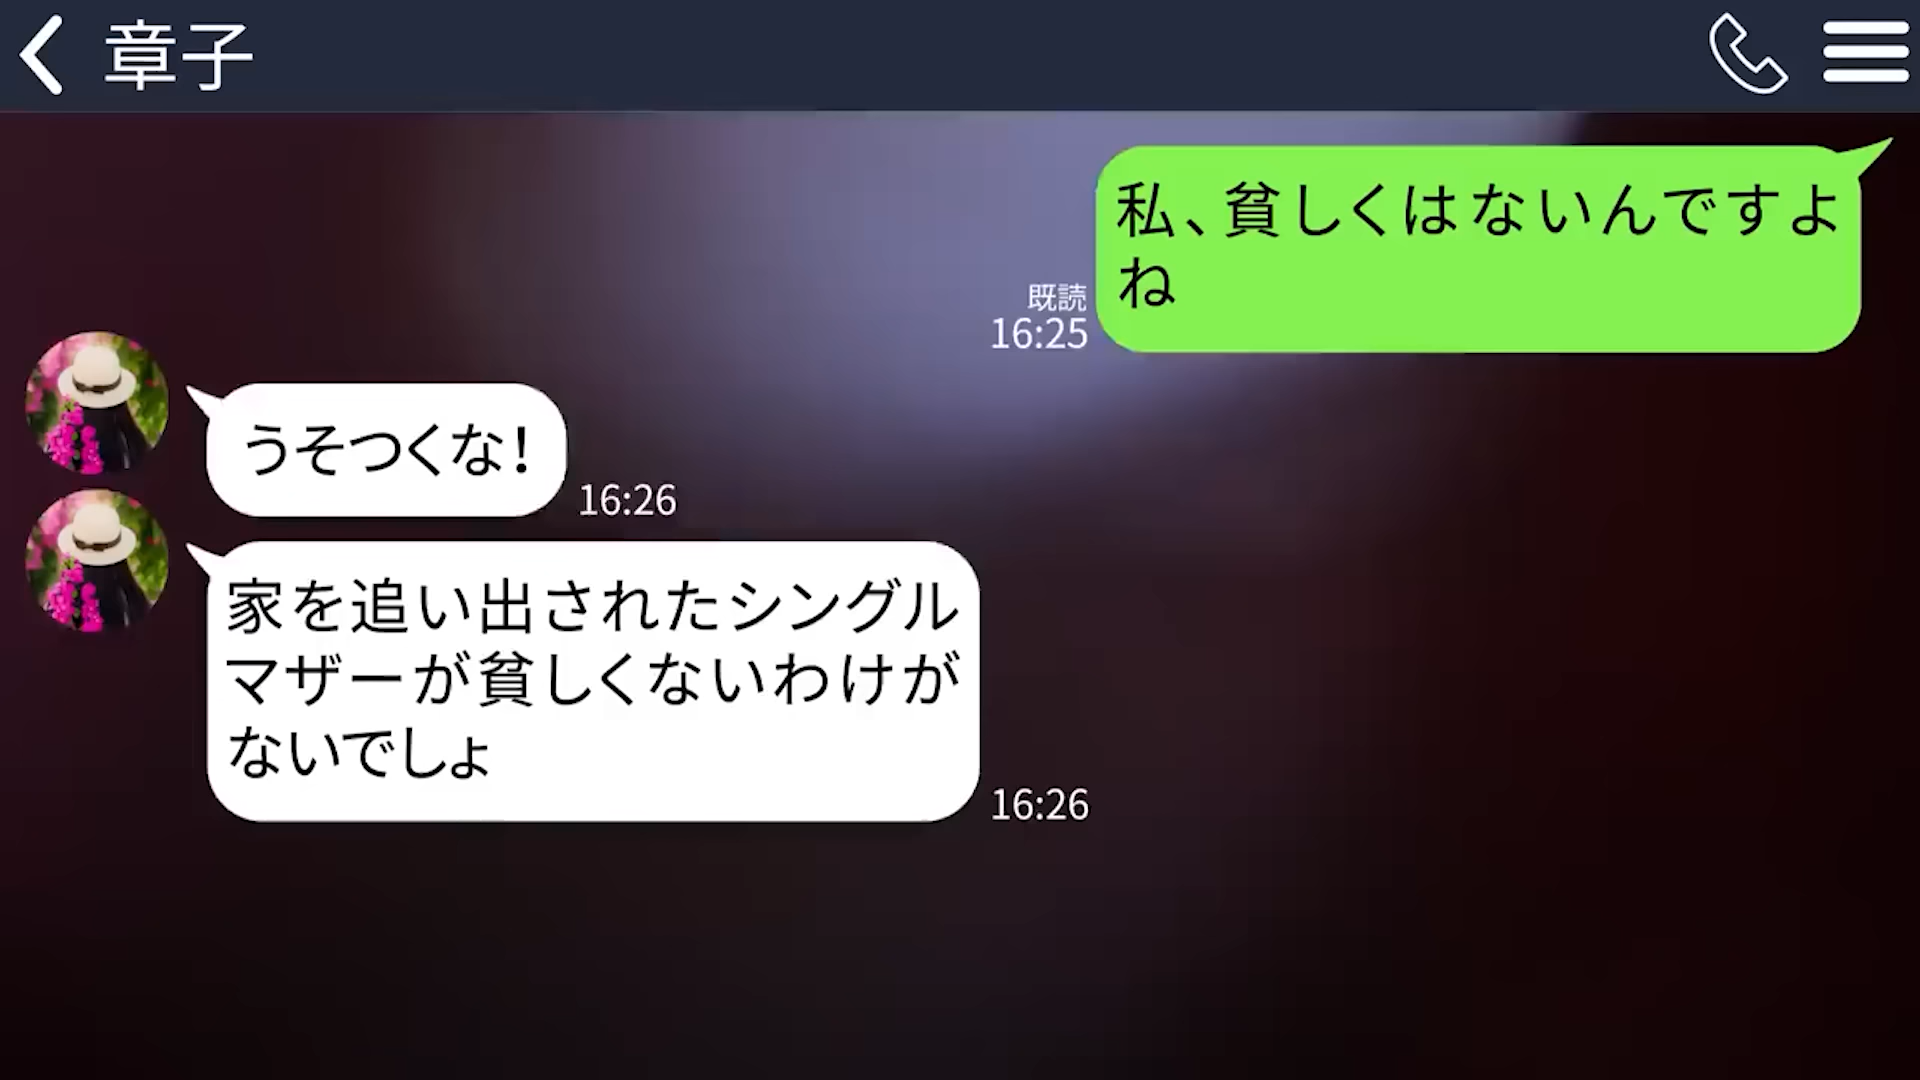 章子
私、貧しくはないんですよ
ね
既読
16:25
うそつくな!
16:26
家を追い出されたシングル
マザーが貧しくないわけが
ないでしょ
16:26